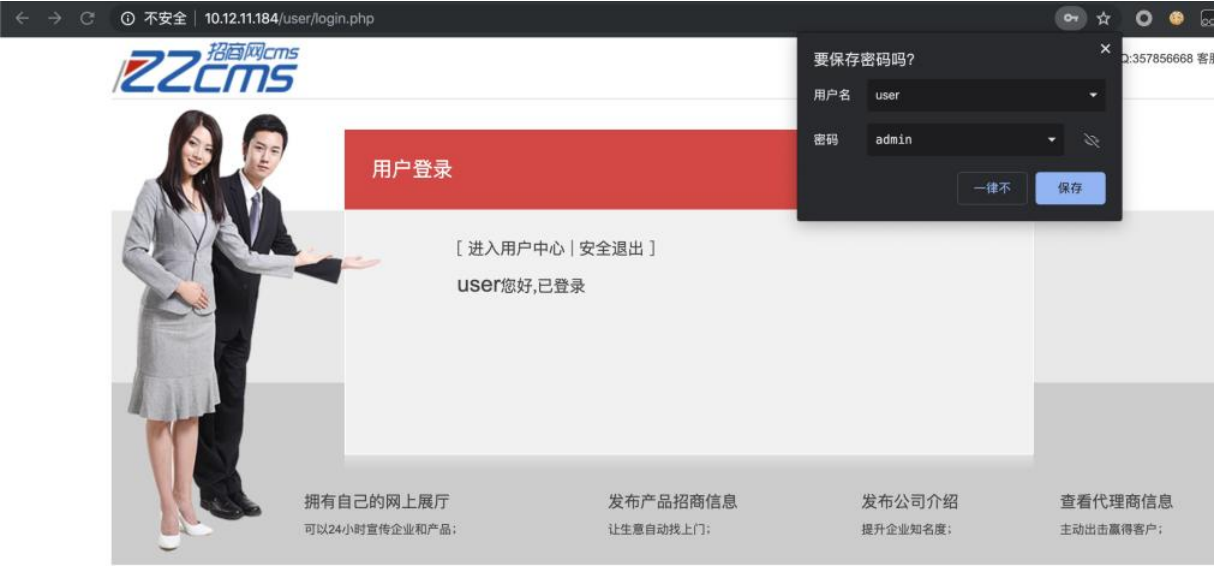 不安全 | 10.12.11.184/user/login.php
招商网cms
ZZCMS
Q:357856668 客服
要保存密码吗?
用户名 user
密码 admin
一律不 保存
用户登录
[ 进入用户中心 | 安全退出 ]
user您好,已登录
拥有自己的网上展厅 发布产品招商信息 发布公司介绍 查看代理商信息
可以24小时宣传企业和产品; 让生意自动找上门; 提升企业知名度; 主动出击赢得客户;